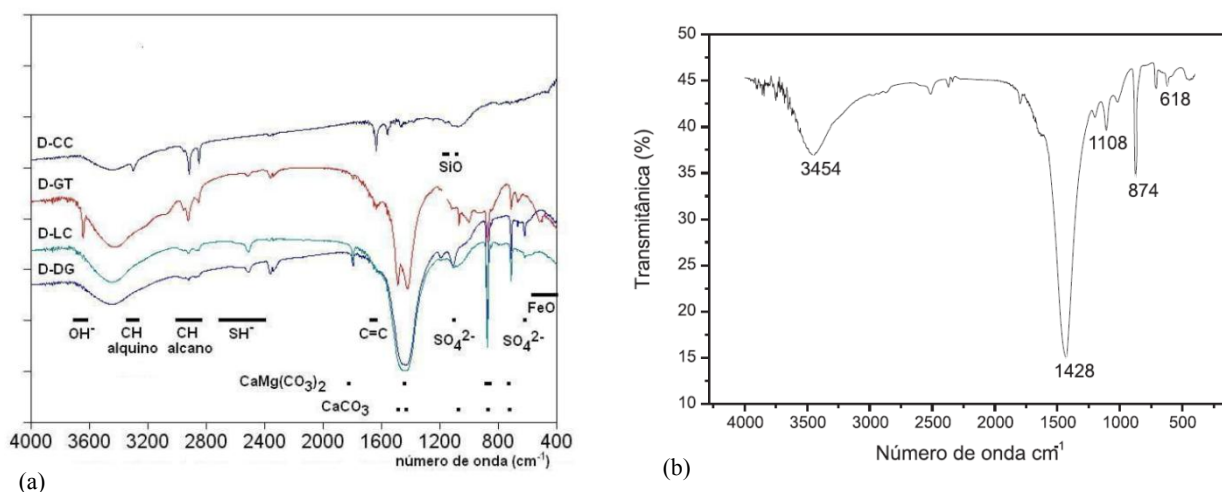 D-CC
SiO
D-GT
D-LC
D-DG
FeO
OH⁻
CH
alquino
CH
alcano
SH⁻
C=C
SO₄²⁻
SO₄²⁻
CaMg(CO₃)₂
CaCO₃
4000 3600 3200 2800 2400 2000 1600 1200 800 400
número de onda (cm⁻¹)
(a)
50
45
40
35
30
25
20
15
10
Transmitânica (%)
3454
618
1108
874
1428
4000 3500 3000 2500 2000 1500 1000 500
Número de onda cm⁻¹
(b)